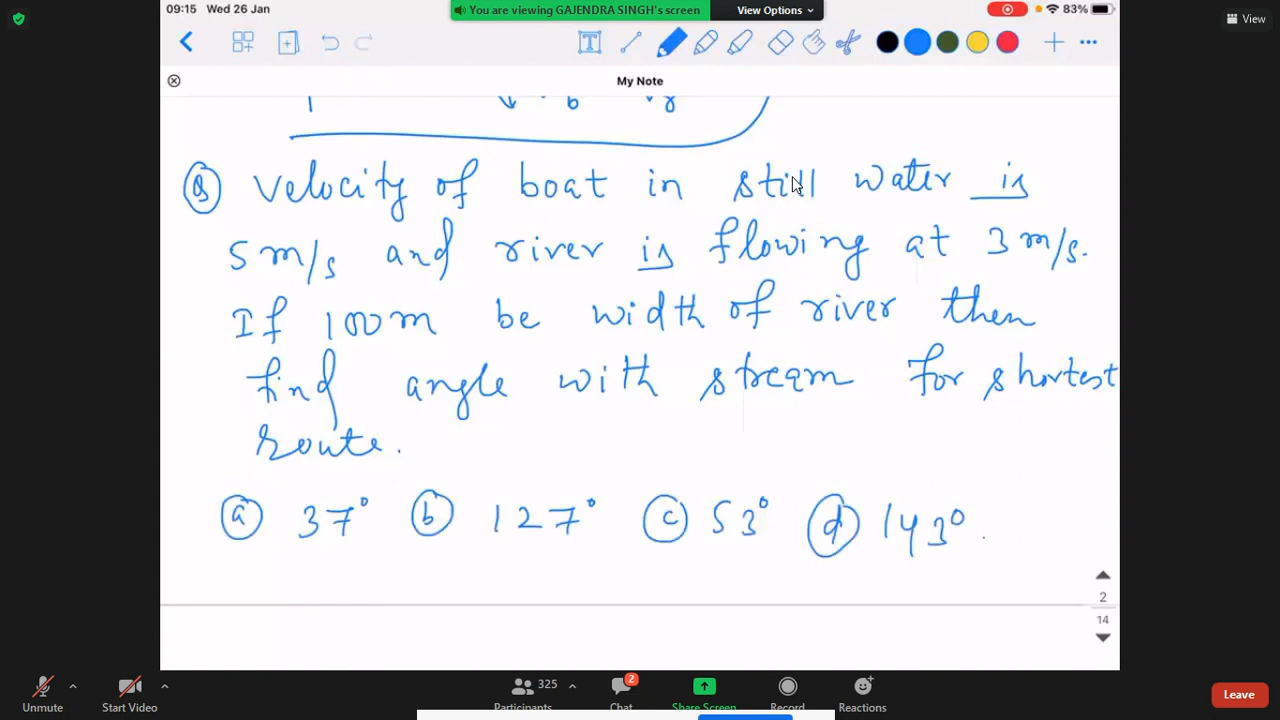 09:15 Wed 26 Jan
You are viewing GAJENDRA SINGH's screen
View Options
83%
View
My Note
Q Velocity of boat in still water is
5 m/s and river is flowing at 3 m/s.
If 100m be width of river then
find angle with stream for shortest
route.
a 37° b 127° c 53° d 143°.
2
14
Unmute
Start Video
325
Participants
2
Chat
Share Screen
Record
Reactions
Leave